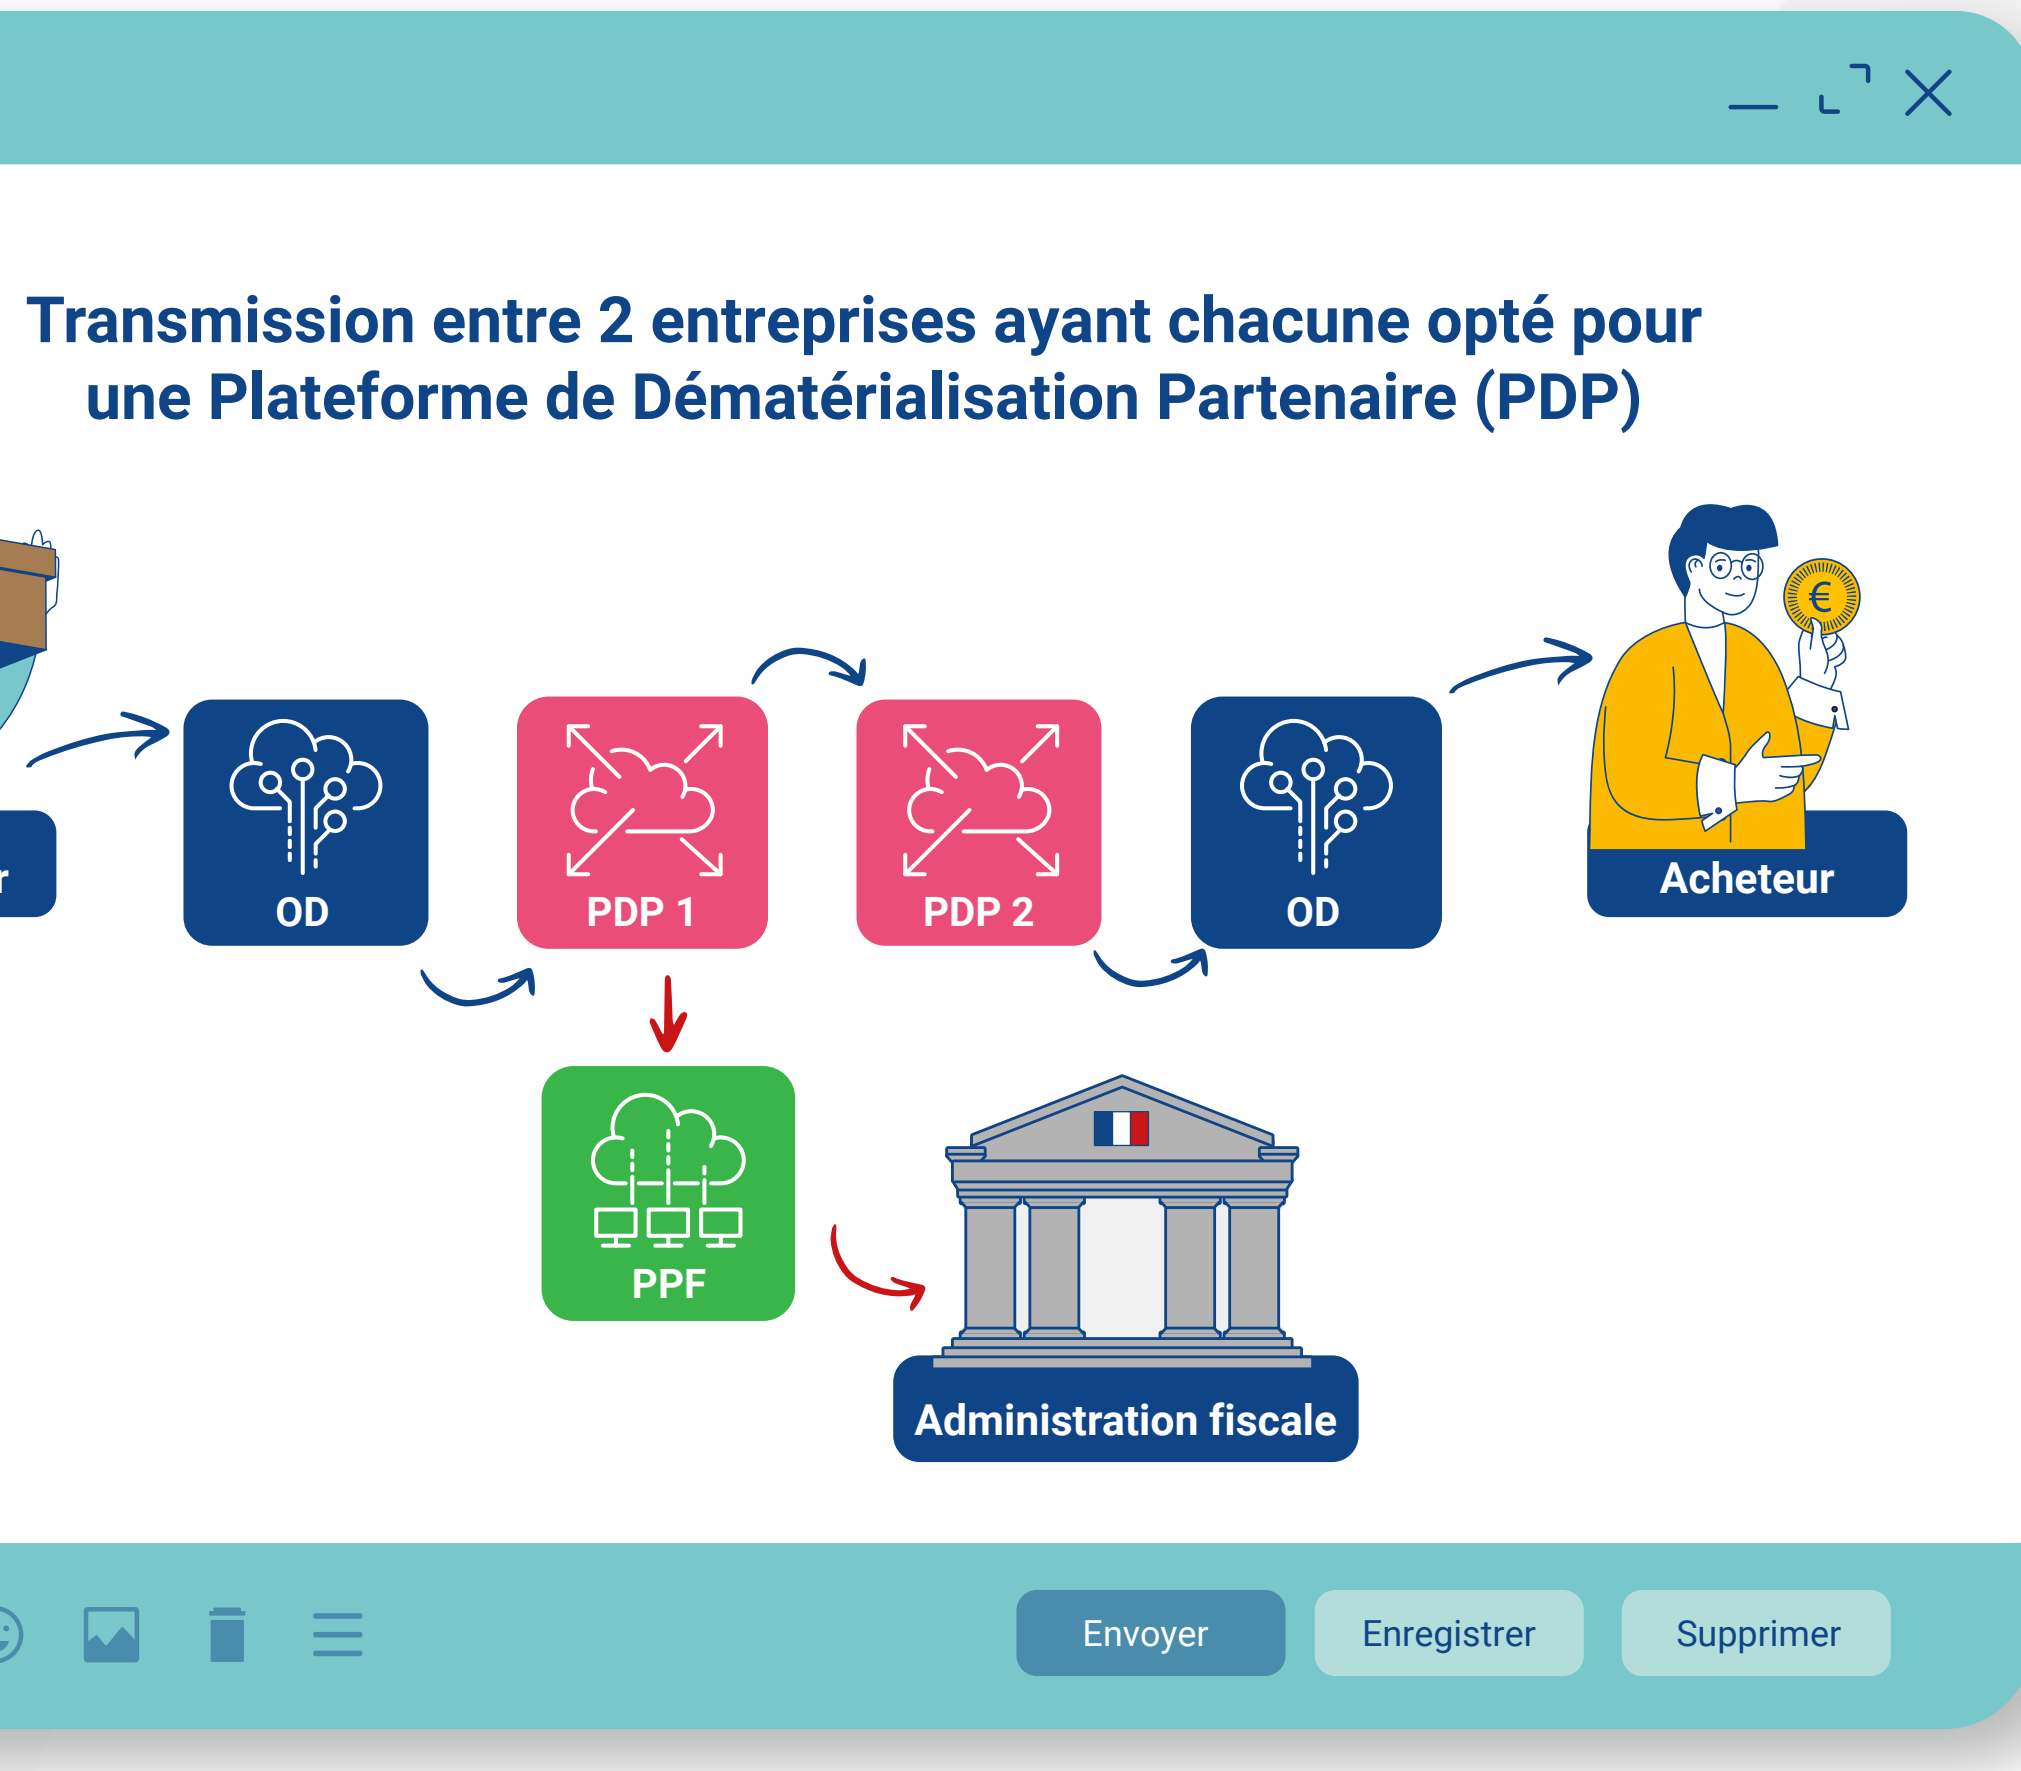 Transmission entre 2 entreprises ayant chacune opté pour
une Plateforme de Dématérialisation Partenaire (PDP)
€
OD
PDP 1
PDP 2
OD
r
Acheteur
PPF
Administration fiscale
Envoyer
Enregistrer
Supprimer